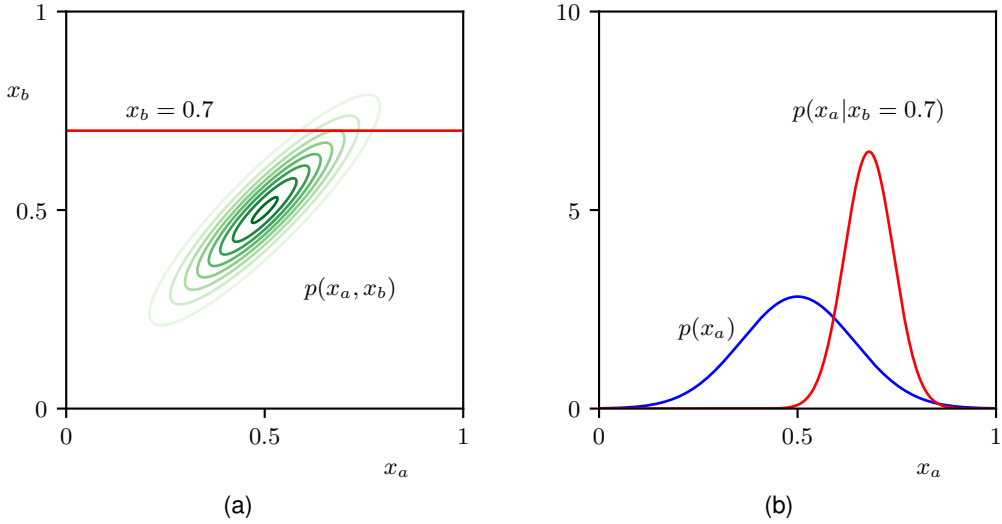 1
x_b
x_b = 0.7
0.5
p(x_a, x_b)
0
0
0.5
1
x_a
(a)
10
p(x_a|x_b = 0.7)
5
p(x_a)
0
0
0.5
1
x_a
(b)